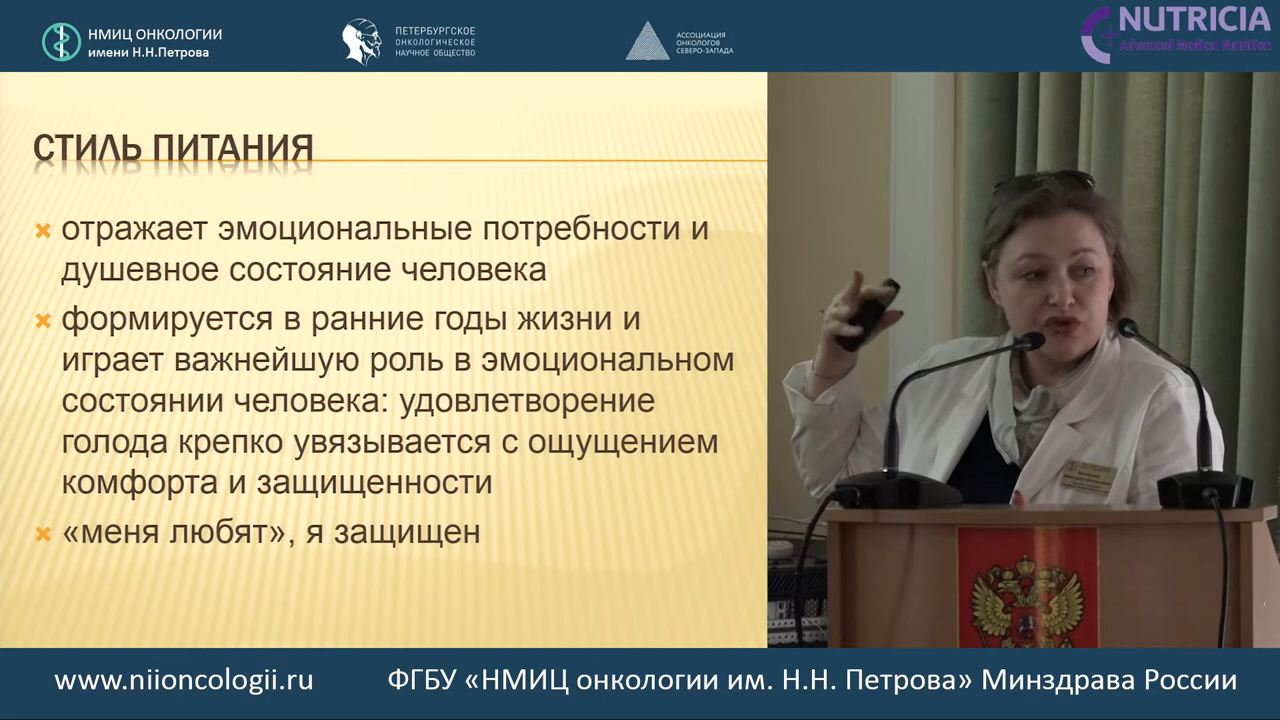 НМИЦ ОНКОЛОГИИ
имени Н.Н.Петрова
ПЕТЕРБУРГСКОЕ
ОНКОЛОГИЧЕСКОЕ
НАУЧНОЕ ОБЩЕСТВО
АССОЦИАЦИЯ
ОНКОЛОГОВ
СЕВЕРО-ЗАПАДА
NUTRICIA
Advanced Medical Nutrition
СТИЛЬ ПИТАНИЯ
отражает эмоциональные потребности и
душевное состояние человека
формируется в ранние годы жизни и
играет важнейшую роль в эмоциональном
состоянии человека: удовлетворение
голода крепко увязывается с ощущением
комфорта и защищенности
«меня любят», я защищен
www.niioncologii.ru
ФГБУ «НМИЦ онкологии им. Н.Н. Петрова» Минздрава России